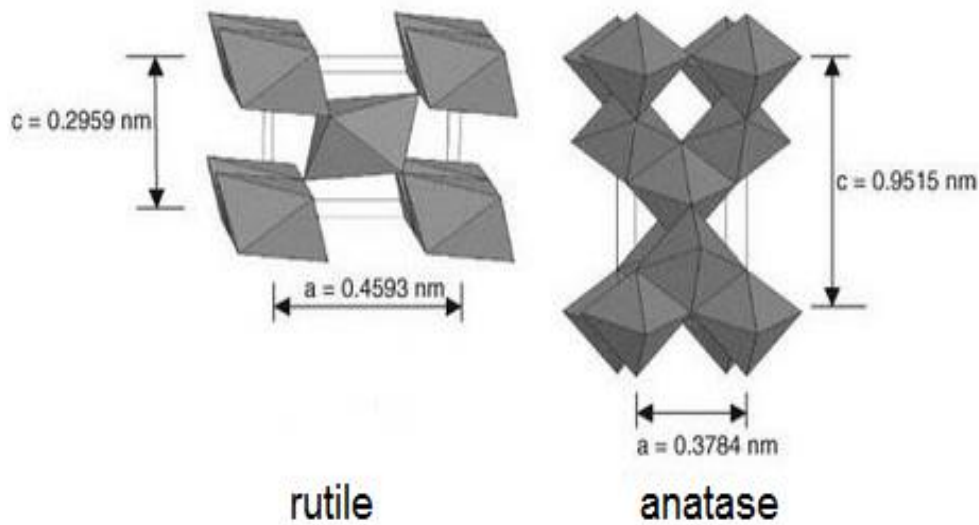 c = 0.2959 nm
a = 0.4593 nm
rutile
c = 0.9515 nm
a = 0.3784 nm
anatase